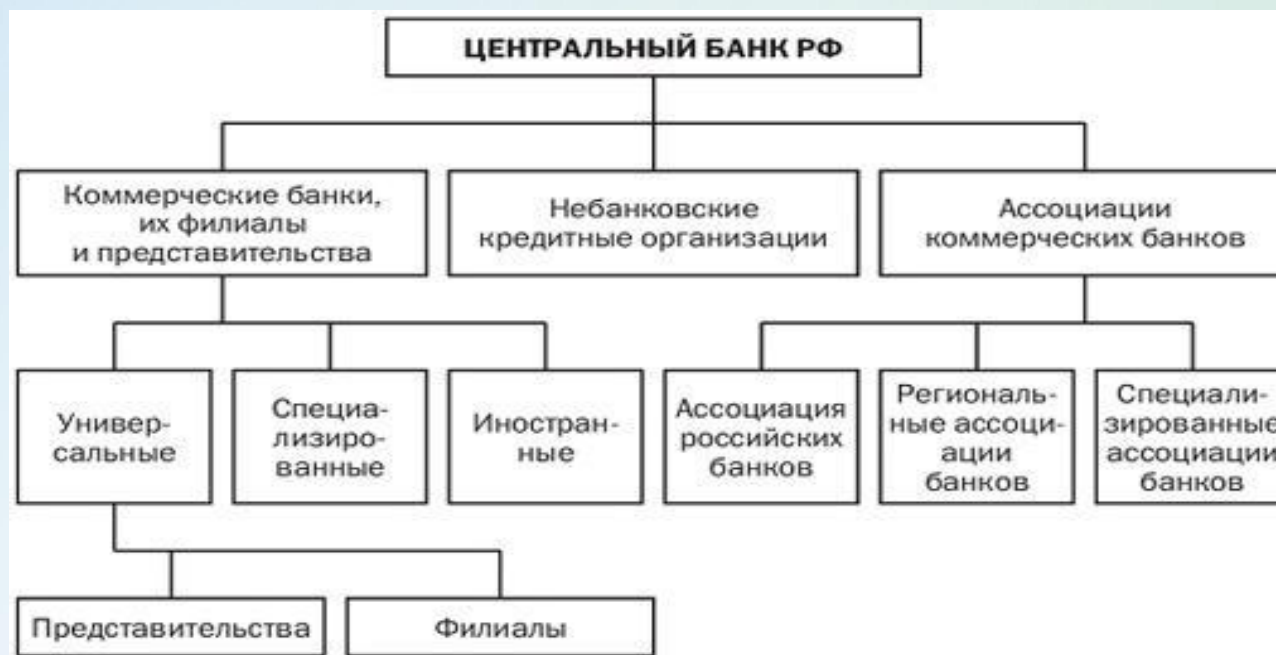 ЦЕНТРАЛЬНЫЙ БАНК РФ
Коммерческие банки,
их филиалы
и представительства
Небанковские
кредитные организации
Ассоциации
коммерческих банков
Универ-
сальные
Специа-
лизиро-
ванные
Иностран-
ные
Ассоциация
российских
банков
Региональ-
ные ассоци-
ации
банков
Специали-
зированные
ассоциации
банков
Представительства
Филиалы